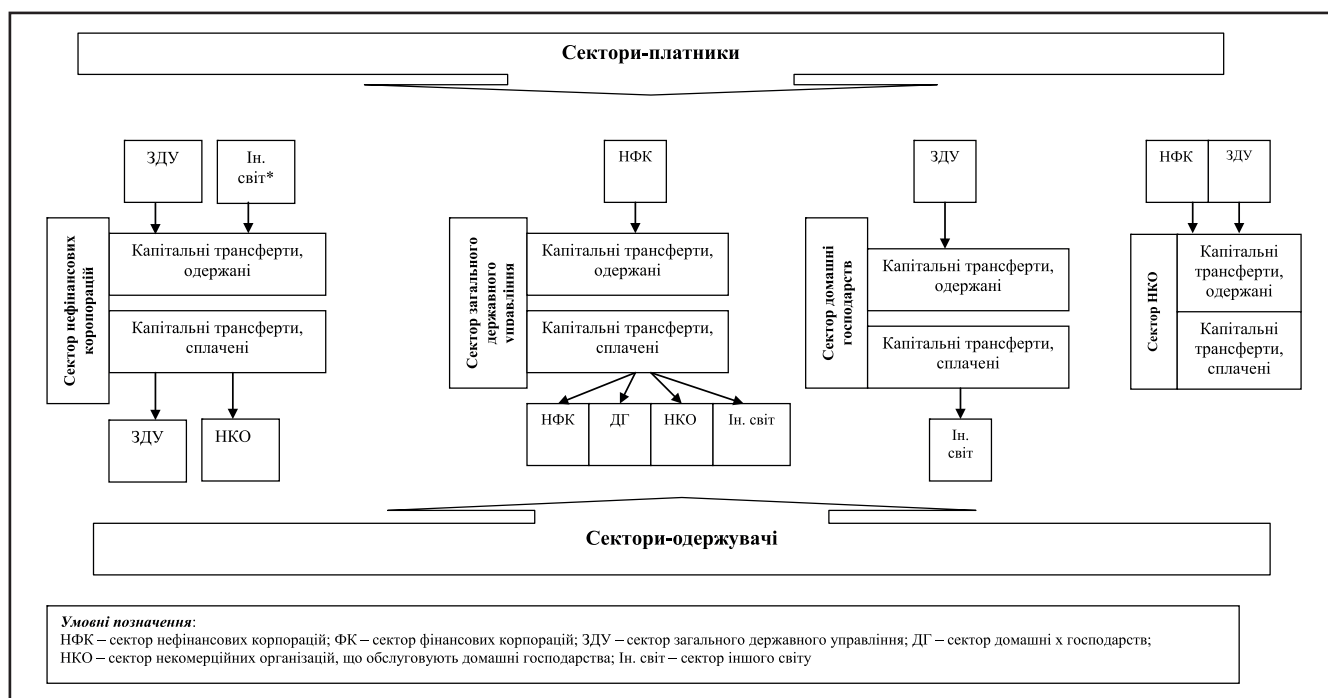 Сектори-платники
ЗДУ
Ін.
світ*
НФК
ЗДУ
НФК
ЗДУ
Сектор нефінансових
коропорацій
Капітальні трансферти,
одержані
Капітальні трансферти,
сплачені
ЗДУ
НКО
Сектор загального
державного
управління
Капітальні трансферти,
одержані
Капітальні трансферти,
сплачені
НФК
ДГ
НКО
Ін. світ
Сектор домашні
господарств
Капітальні трансферти,
одержані
Капітальні трансферти,
сплачені
Ін.
світ
Сектор НКО
Капітальні
трансферти,
одержані
Капітальні
трансферти,
сплачені
Сектори-одержувачі
Умовні позначення:
НФК – сектор нефінансових корпорацій; ФК – сектор фінансових корпорацій; ЗДУ – сектор загального державного управління; ДГ – сектор домашні х господарств;
НКО – сектор некомерційних організацій, що обслуговують домашні господарства; Ін. світ – сектор іншого світу